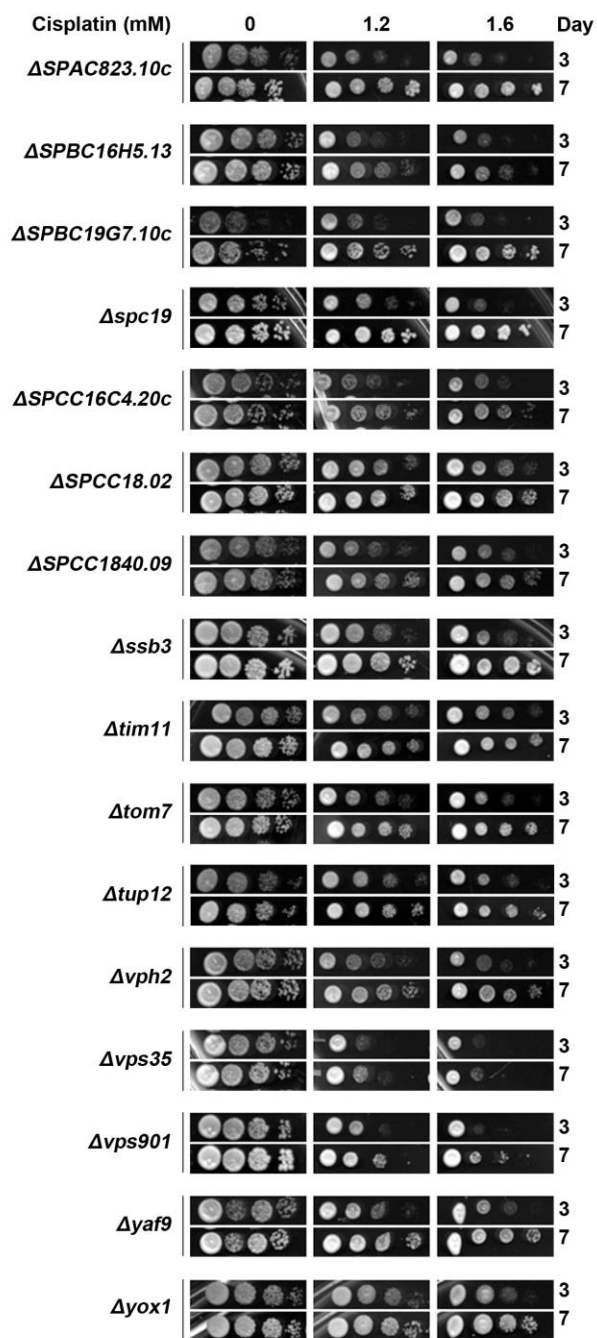 Cisplatin (mM) 0 1.2 1.6 Day
ΔSPAC823.10c 3
7
ΔSPBC16H5.13 3
7
ΔSPBC19G7.10c 3
7
Δspc19 3
7
ΔSPCC16C4.20c 3
7
ΔSPCC18.02 3
7
ΔSPCC1840.09 3
7
Δssb3 3
7
Δtim11 3
7
Δtom7 3
7
Δtup12 3
7
Δvph2 3
7
Δvps35 3
7
Δvps901 3
7
Δyaf9 3
7
Δyox1 3
7